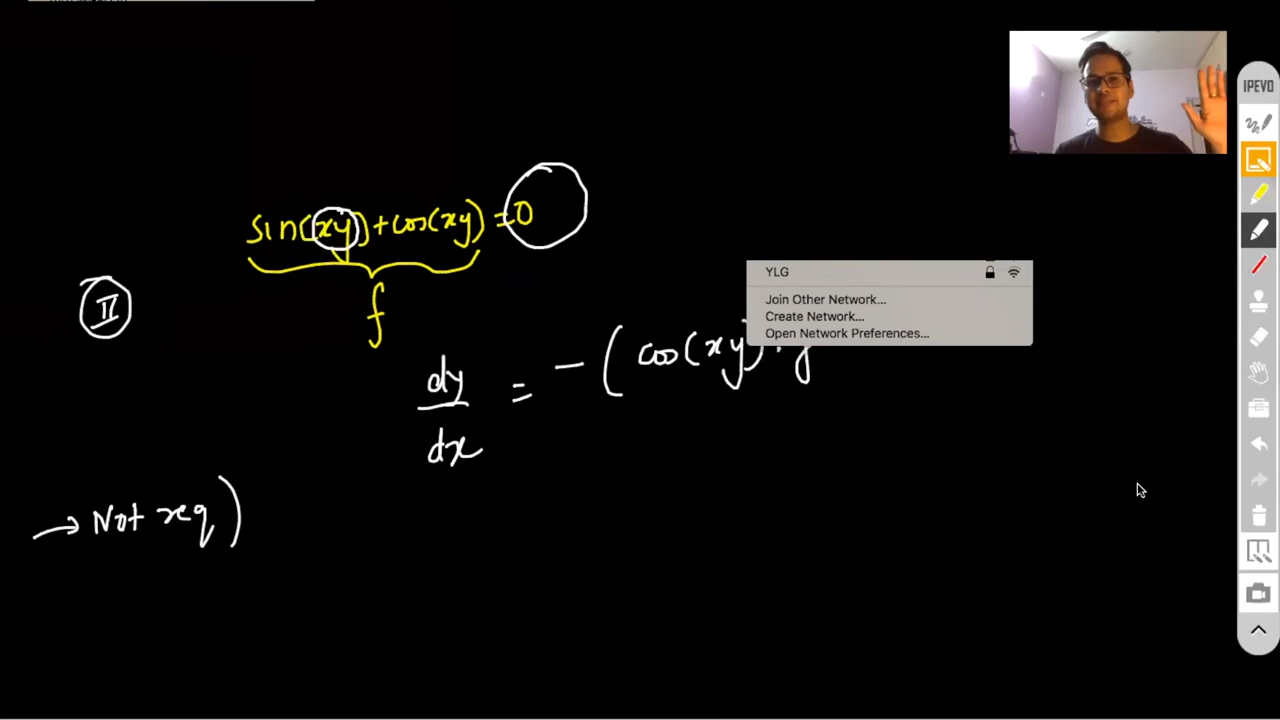 IPEVO
sin(xy)+cos(xy)=0
f
II
YLG
Join Other Network...
Create Network...
Open Network Preferences...
dy/dx = -(cos(xy).y
→ Not req)